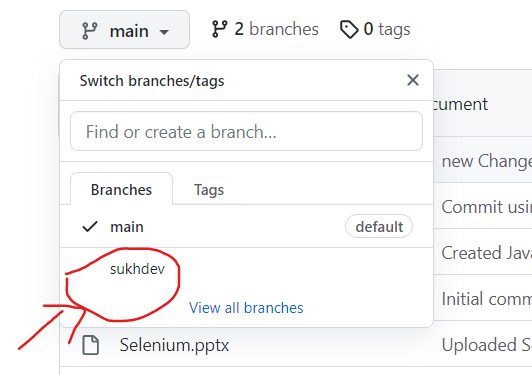 main 2 branches 0 tags
Switch branches/tags
Find or create a branch...
cument
new Change
Branches Tags
Commit usin
main default
sukhdev
Created Java
View all branches
Initial comm
Selenium.pptx Uploaded S